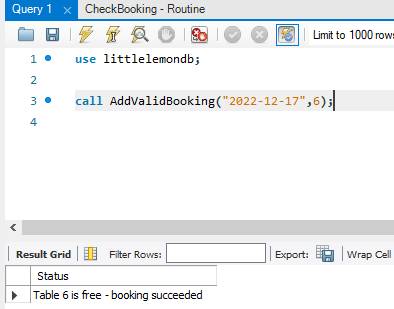 Query 1 × CheckBooking - Routine
Limit to 1000 rows
1 use littlelemondb;
2
3 call AddValidBooking("2022-12-17",6);
4
Result Grid Filter Rows: Export: Wrap Cell
Status
Table 6 is free - booking succeeded